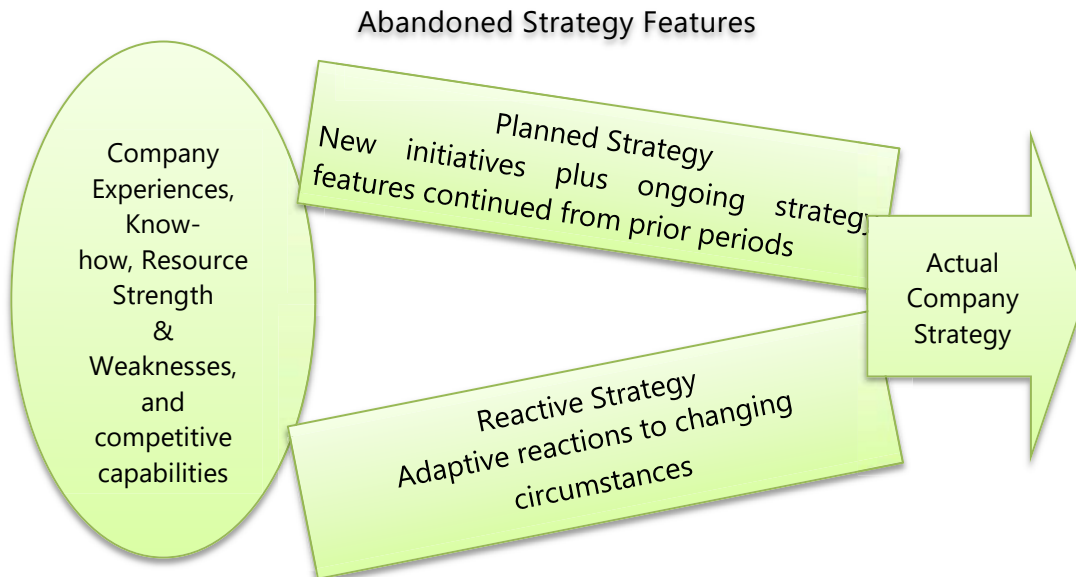 Abandoned Strategy Features
Company
Experiences,
Know-
how, Resource
Strength
&
Weaknesses,
and
competitive
capabilities
Planned Strategy
New initiatives plus ongoing strategy
features continued from prior periods
Reactive Strategy
Adaptive reactions to changing
circumstances
Actual
Company
Strategy